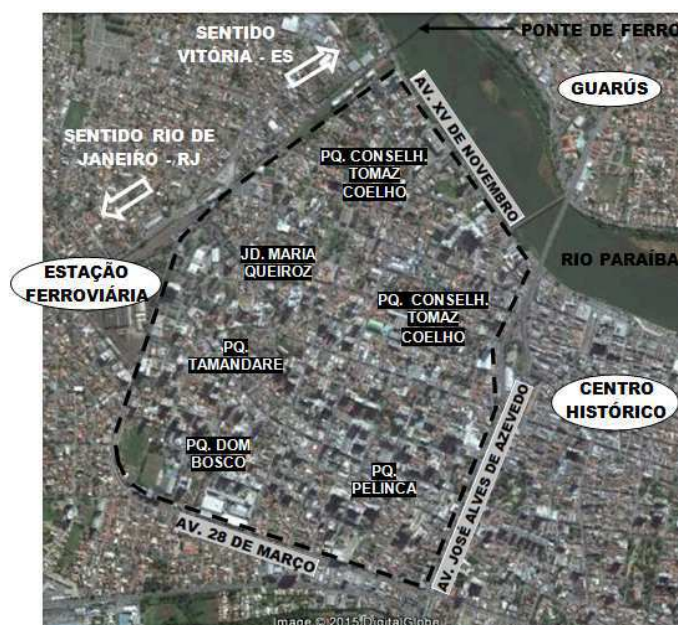 SENTIDO
VITÓRIA - ES
PONTE DE FERRO
GUARÚS
AV. XV DE NOVEMBRO
SENTIDO RIO DE
JANEIRO - RJ
PQ. CONSELH.
TOMAZ
COELHO
JD. MARIA
QUEIROZ
RIO PARAÍBA
ESTAÇÃO
FERROVIÁRIA
PQ. CONSELH.
TOMAZ
COELHO
PQ.
TAMANDARE
CENTRO
HISTÓRICO
PQ. DOM
BOSCO
PQ.
PELINCA
AV. JOSÉ ALVES DE AZEVEDO
AV. 28 DE MARÇO
Image © 2015 DigitalGlobe